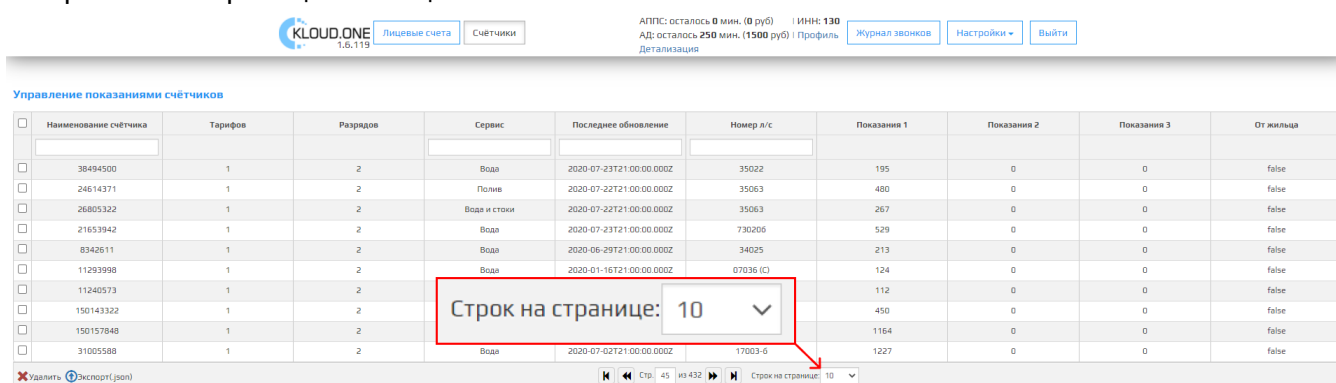 KLOUD.ONE
1.6.119
Лицевые счета
Счётчики
АППС: осталось 0 мин. (0 руб) | ИНН: 130
АД: осталось 250 мин. (1500 руб) | Профиль
Детализация
Журнал звонков
Настройки
Выйти
Управление показаниями счётчиков
Наименование счётчика Тарифов Разрядов Сервис Последнее обновление Номер л/с Показания 1 Показания 2 Показания 3 От жильца
38494500 1 2 Вода 2020-07-23T21:00:00.000Z 35022 195 0 0 false
24614371 1 2 Полив 2020-07-22T21:00:00.000Z 35063 480 0 0 false
26805322 1 2 Вода и стоки 2020-07-22T21:00:00.000Z 35063 267 0 0 false
21653942 1 2 Вода 2020-07-23T21:00:00.000Z 730206 529 0 0 false
8342611 1 2 Вода 2020-06-29T21:00:00.000Z 34025 213 0 0 false
11293998 1 2 Вода 2020-01-16T21:00:00.000Z 07036 (С) 124 0 0 false
11240573 1 2 112 0 0 false
150143322 1 2 450 0 0 false
150157848 1 2 1164 0 0 false
Строк на странице: 10
31005588 1 2 Вода 2020-07-02T21:00:00.000Z 17003-б 1227 0 0 false
Удалить Экспорт(.json) Стр. 45 из 432 Строк на странице: 10